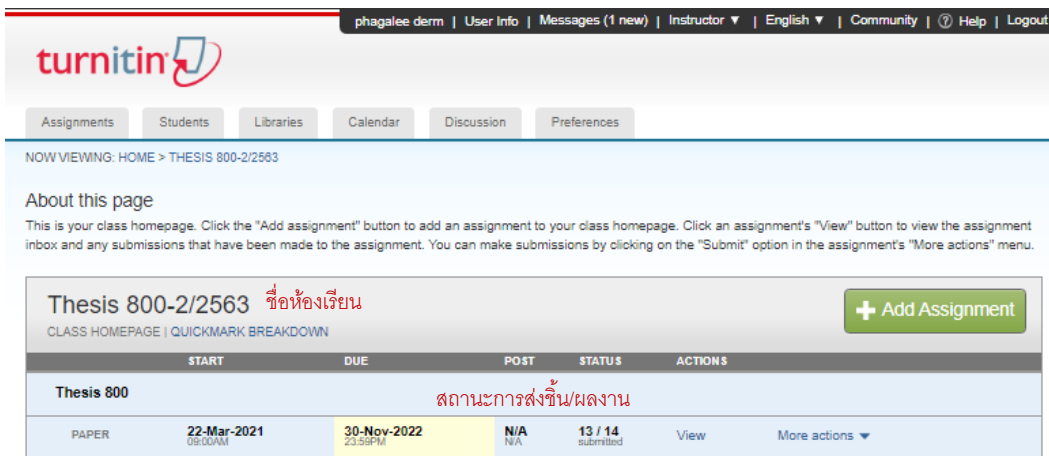 phagalee derm | User Info | Messages (1 new) | Instructor ▼ | English ▼ | Community | ? Help | Logout
turnitin
Assignments Students Libraries Calendar Discussion Preferences
NOW VIEWING: HOME > THESIS 800-2/2563
About this page
This is your class homepage. Click the "Add assignment" button to add an assignment to your class homepage. Click an assignment's "View" button to view the assignment
inbox and any submissions that have been made to the assignment. You can make submissions by clicking on the "Submit" option in the assignment's "More actions" menu.
Thesis 800-2/2563 ชื่อห้องเรียน
+ Add Assignment
CLASS HOMEPAGE | QUICKMARK BREAKDOWN
START DUE POST STATUS ACTIONS
Thesis 800
สถานะการส่งชิ้น/ผลงาน
PAPER 22-Mar-2021 30-Nov-2022 N/A 13 / 14 View More actions ▼
09:00AM 23:59PM N/A submitted